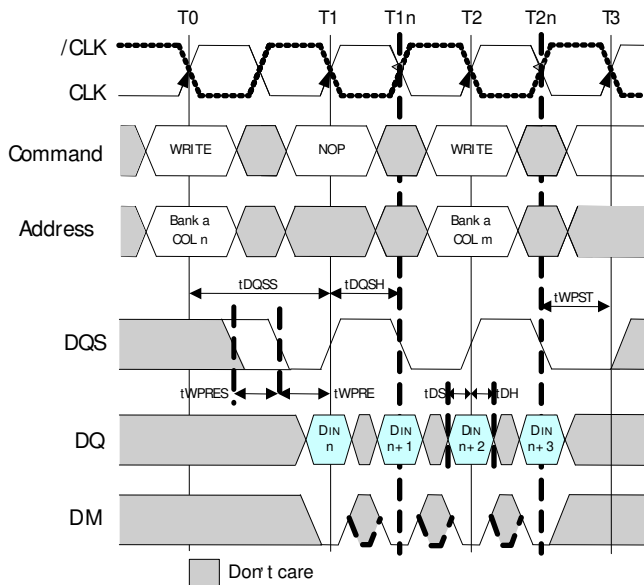 T0 T1 T1n T2 T2n T3
/CLK
CLK
Command WRITE NOP WRITE
Address Bank a COL n Bank a COL m
tDQSS tDQSH tWPST
DQS
tWPRES tWPRE tDS tDH
DQ DIN n DIN n+1 DIN n+2 DIN n+3
DM
Don't care